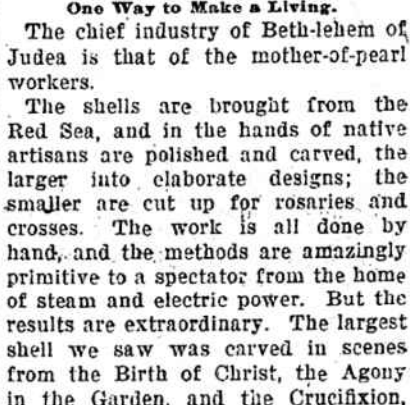 One Way to Make a Living.
The chief industry of Beth-lehem of
Judea is that of the mother-of-pearl
workers.
The shells are brought from the
Red Sea, and in the hands of native
artisans are polished and carved, the
larger into elaborate designs; the
smaller are cut up for rosaries and
crosses. The work is all done by
hand, and the methods are amazingly
primitive to a spectator from the home
of steam and electric power. But the
results are extraordinary. The largest
shell we saw was carved in scenes
from the Birth of Christ, the Agony
in the Garden, and the Crucifixion.